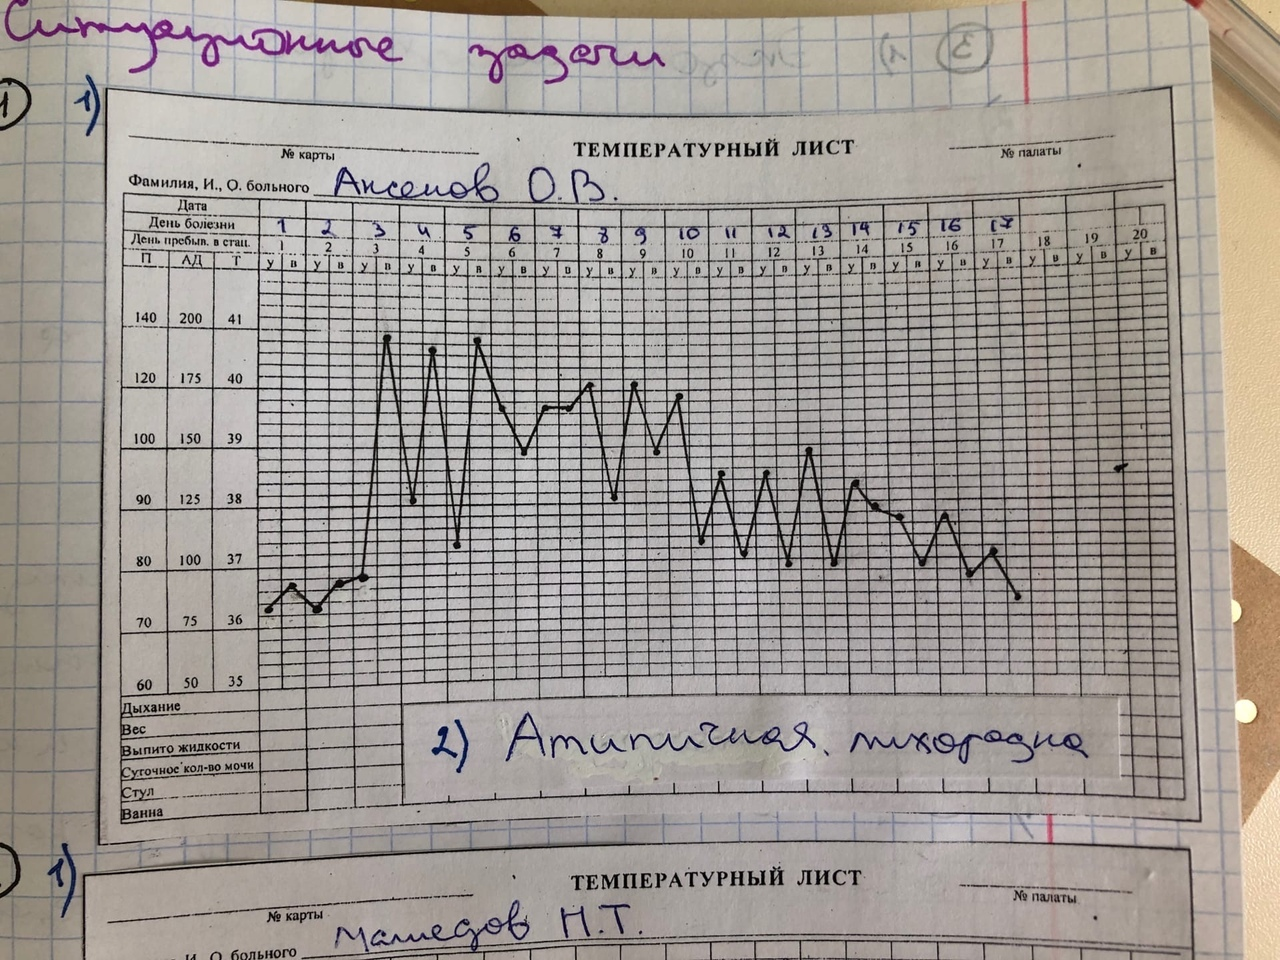 Ситуационные задачи
1 1)
№ карты ТЕМПЕРАТУРНЫЙ ЛИСТ № палаты
Фамилия, И., О. больного Аксенов О.В.
Дата
День болезни 1 2 3 4 5 6 7 8 9 10 11 12 13 14 15 16 17
День пребыв. в стац. 1 2 3 4 5 6 7 8 9 10 11 12 13 14 15 16 17 18 19 20
П АД Т у в у в у в у в у в у в у в у в у в у в у в у в у в у в у в у в у в у в у в у в
140 200 41
120 175 40
100 150 39
90 125 38
80 100 37
70 75 36
60 50 35
Дыхание
Вес
Выпито жидкости
Суточное кол-во мочи
Стул
Ванна
2) Атипичная лихорадка
1)
№ карты ТЕМПЕРАТУРНЫЙ ЛИСТ № палаты
И., О. больного Мамедов Н.Т.